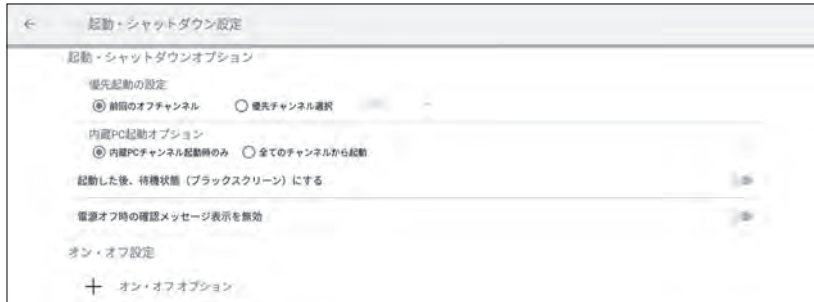 ← 起動・シャットダウン設定
起動・シャットダウンオプション
優先起動の設定
前回のオフチャンネル 優先チャンネル選択
内蔵PC起動オプション
内蔵PCチャンネル起動時のみ 全てのチャンネルから起動
起動した後、待機状態（ブラックスクリーン）にする
電源オフ時の確認メッセージ表示を無効
オン・オフ設定
＋ オン・オフオプション